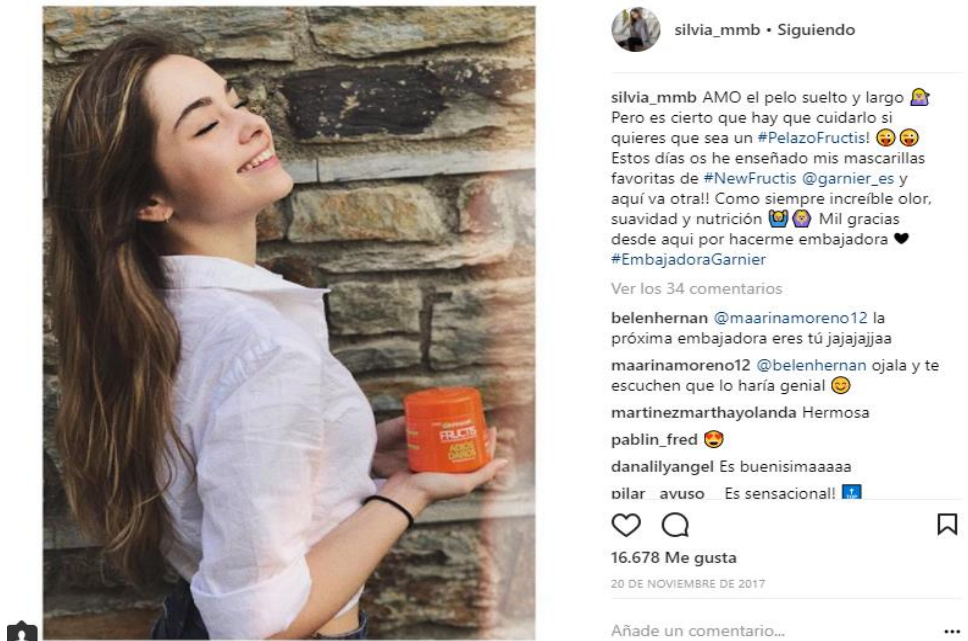 silvia_mmb • Siguiendo
silvia_mmb AMO el pelo suelto y largo 🙆
Pero es cierto que hay que cuidarlo si
quieres que sea un #PelazoFructis! 😜😜
Estos días os he enseñado mis mascarillas
favoritas de #NewFructis @garnier_es y
aquí va otra!! Como siempre increíble olor,
suavidad y nutrición 🙌🙆 Mil gracias
desde aqui por hacerme embajadora ♥
#EmbajadoraGarnier
Ver los 34 comentarios
belenhernan @maarinamoreno12 la
próxima embajadora eres tú jajajajjaa
maarinamoreno12 @belenhernan ojala y te
escuchen que lo haría genial 😊
martinezmarthayolanda Hermosa
pablin_fred 😍
danalilyangel Es buenisimaaaaa
pilar__ayuso__ Es sensacional! 🔝
16.678 Me gusta
20 DE NOVIEMBRE DE 2017
Añade un comentario...
GARNIER
FRUCTIS
ADIÓS
DAÑOS